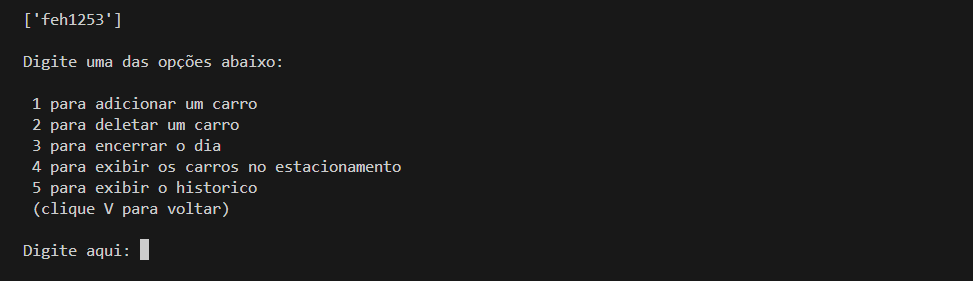 ['feh1253']
Digite uma das opções abaixo:
1 para adicionar um carro
2 para deletar um carro
3 para encerrar o dia
4 para exibir os carros no estacionamento
5 para exibir o historico
(clique V para voltar)
Digite aqui: